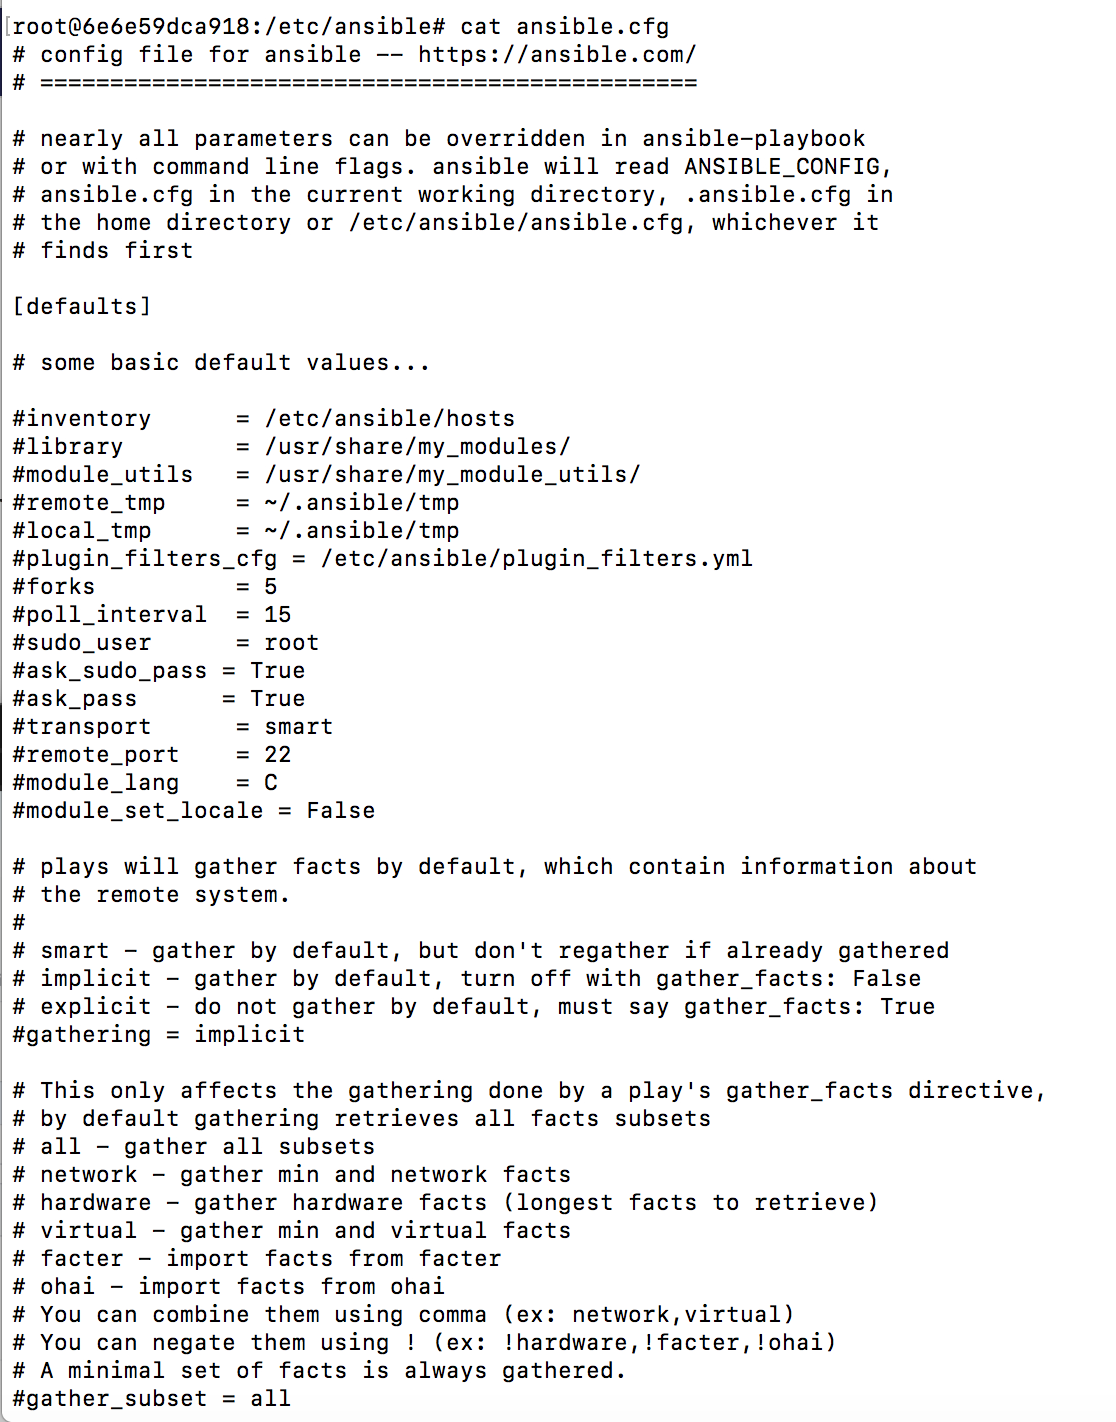 [root@6e6e59dca918:/etc/ansible# cat ansible.cfg
# config file for ansible -- https://ansible.com/
# ===============================================

# nearly all parameters can be overridden in ansible-playbook
# or with command line flags. ansible will read ANSIBLE_CONFIG,
# ansible.cfg in the current working directory, .ansible.cfg in
# the home directory or /etc/ansible/ansible.cfg, whichever it
# finds first

[defaults]

# some basic default values...

#inventory      = /etc/ansible/hosts
#library        = /usr/share/my_modules/
#module_utils   = /usr/share/my_module_utils/
#remote_tmp     = ~/.ansible/tmp
#local_tmp      = ~/.ansible/tmp
#plugin_filters_cfg = /etc/ansible/plugin_filters.yml
#forks          = 5
#poll_interval  = 15
#sudo_user      = root
#ask_sudo_pass = True
#ask_pass      = True
#transport      = smart
#remote_port    = 22
#module_lang    = C
#module_set_locale = False

# plays will gather facts by default, which contain information about
# the remote system.
#
# smart - gather by default, but don't regather if already gathered
# implicit - gather by default, turn off with gather_facts: False
# explicit - do not gather by default, must say gather_facts: True
#gathering = implicit

# This only affects the gathering done by a play's gather_facts directive,
# by default gathering retrieves all facts subsets
# all - gather all subsets
# network - gather min and network facts
# hardware - gather hardware facts (longest facts to retrieve)
# virtual - gather min and virtual facts
# facter - import facts from facter
# ohai - import facts from ohai
# You can combine them using comma (ex: network,virtual)
# You can negate them using ! (ex: !hardware,!facter,!ohai)
# A minimal set of facts is always gathered.
#gather_subset = all